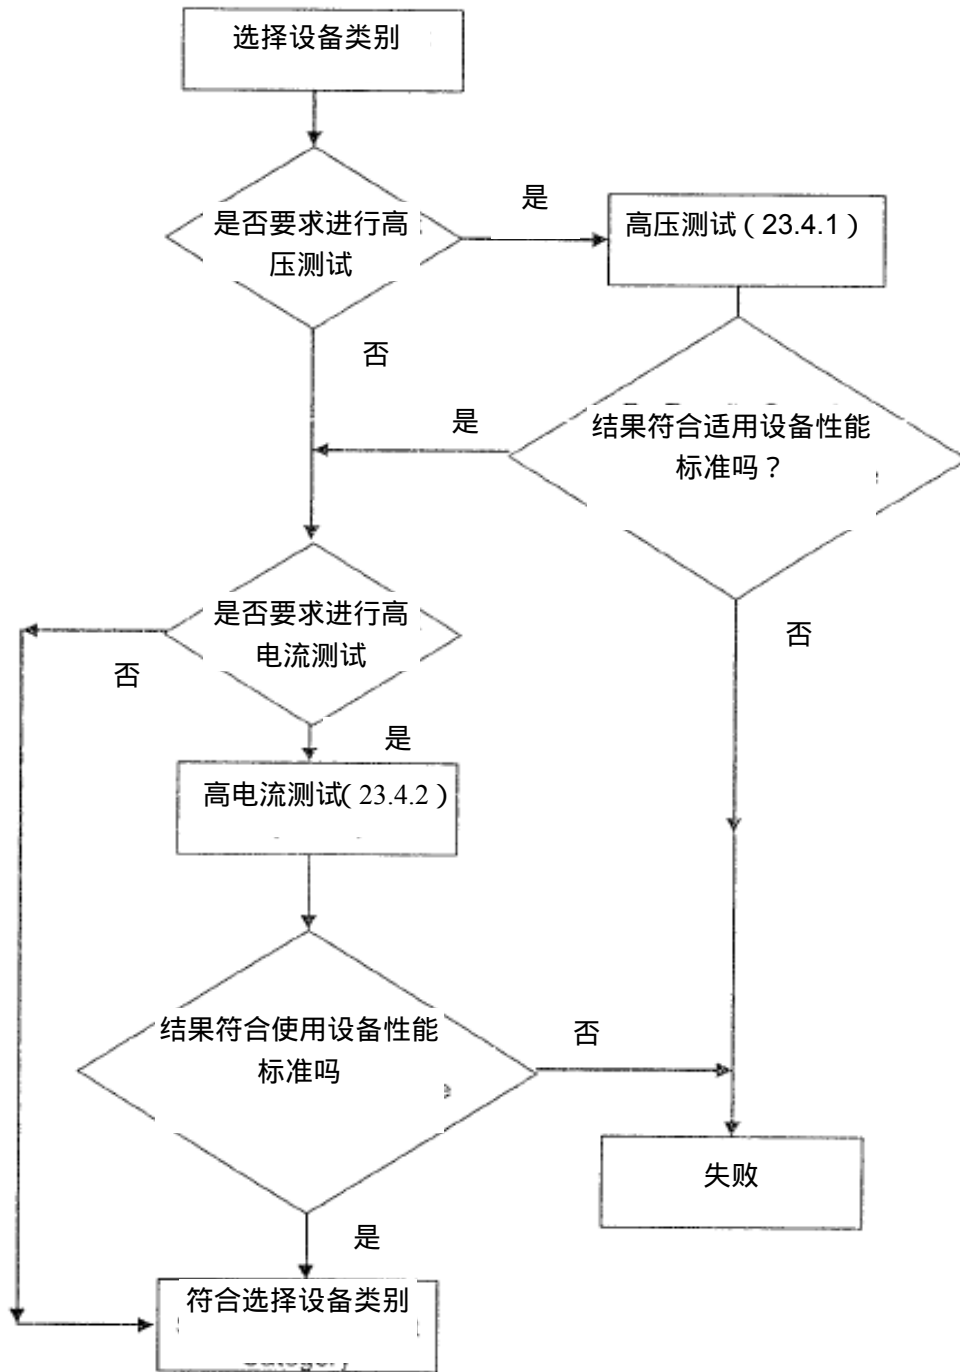 选择设备类别
是
是否要求进行高
压测试
高压测试（23.4.1）
否
是
结果符合适用设备性能
标准吗？
是否要求进行高
电流测试
否
否
是
高电流测试（23.4.2）
结果符合使用设备性能
标准吗
否
失败
是
符合选择设备类别